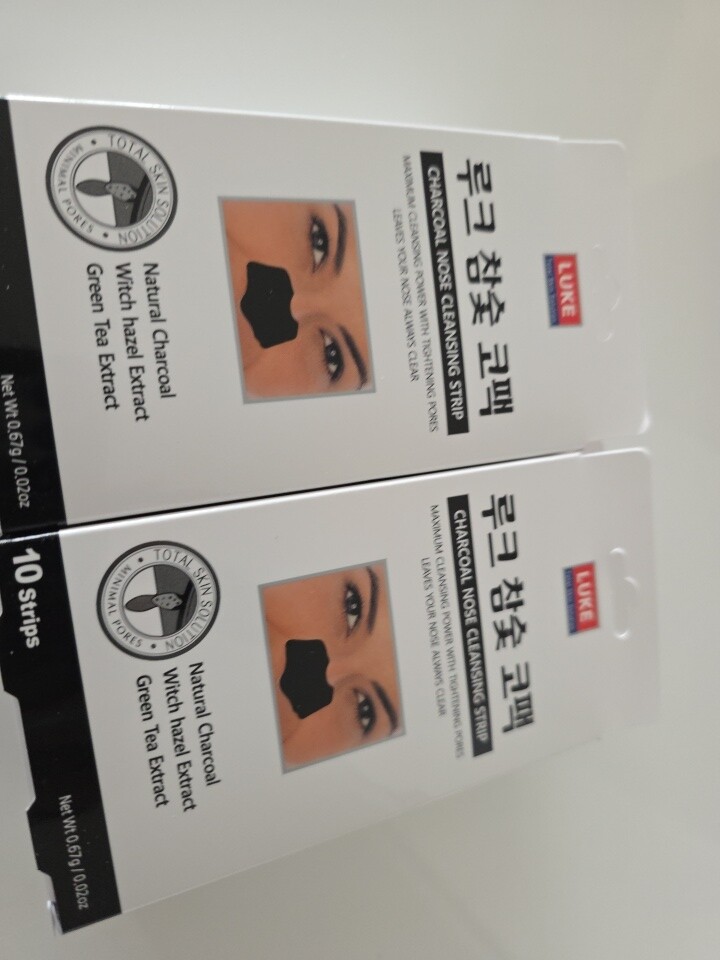 LUKE
루크 참숯 코팩
CHARCOAL NOSE CLEANSING STRIP
MAXIMUM CLEANSING POWER WITH TIGHTENING PORES
LEAVES YOUR NOSE ALWAYS CLEAR
TOTAL SKIN SOLUTION
MINIMAL PORES
Natural Charcoal
Witch hazel Extract
Green Tea Extract
Net Wt 0.67g / 0.02oz
LUKE
루크 참숯 코팩
CHARCOAL NOSE CLEANSING STRIP
MAXIMUM CLEANSING POWER WITH TIGHTENING PORES
LEAVES YOUR NOSE ALWAYS CLEAR
TOTAL SKIN SOLUTION
MINIMAL PORES
Natural Charcoal
Witch hazel Extract
Green Tea Extract
10 Strips
Net Wt 0.67g / 0.02oz